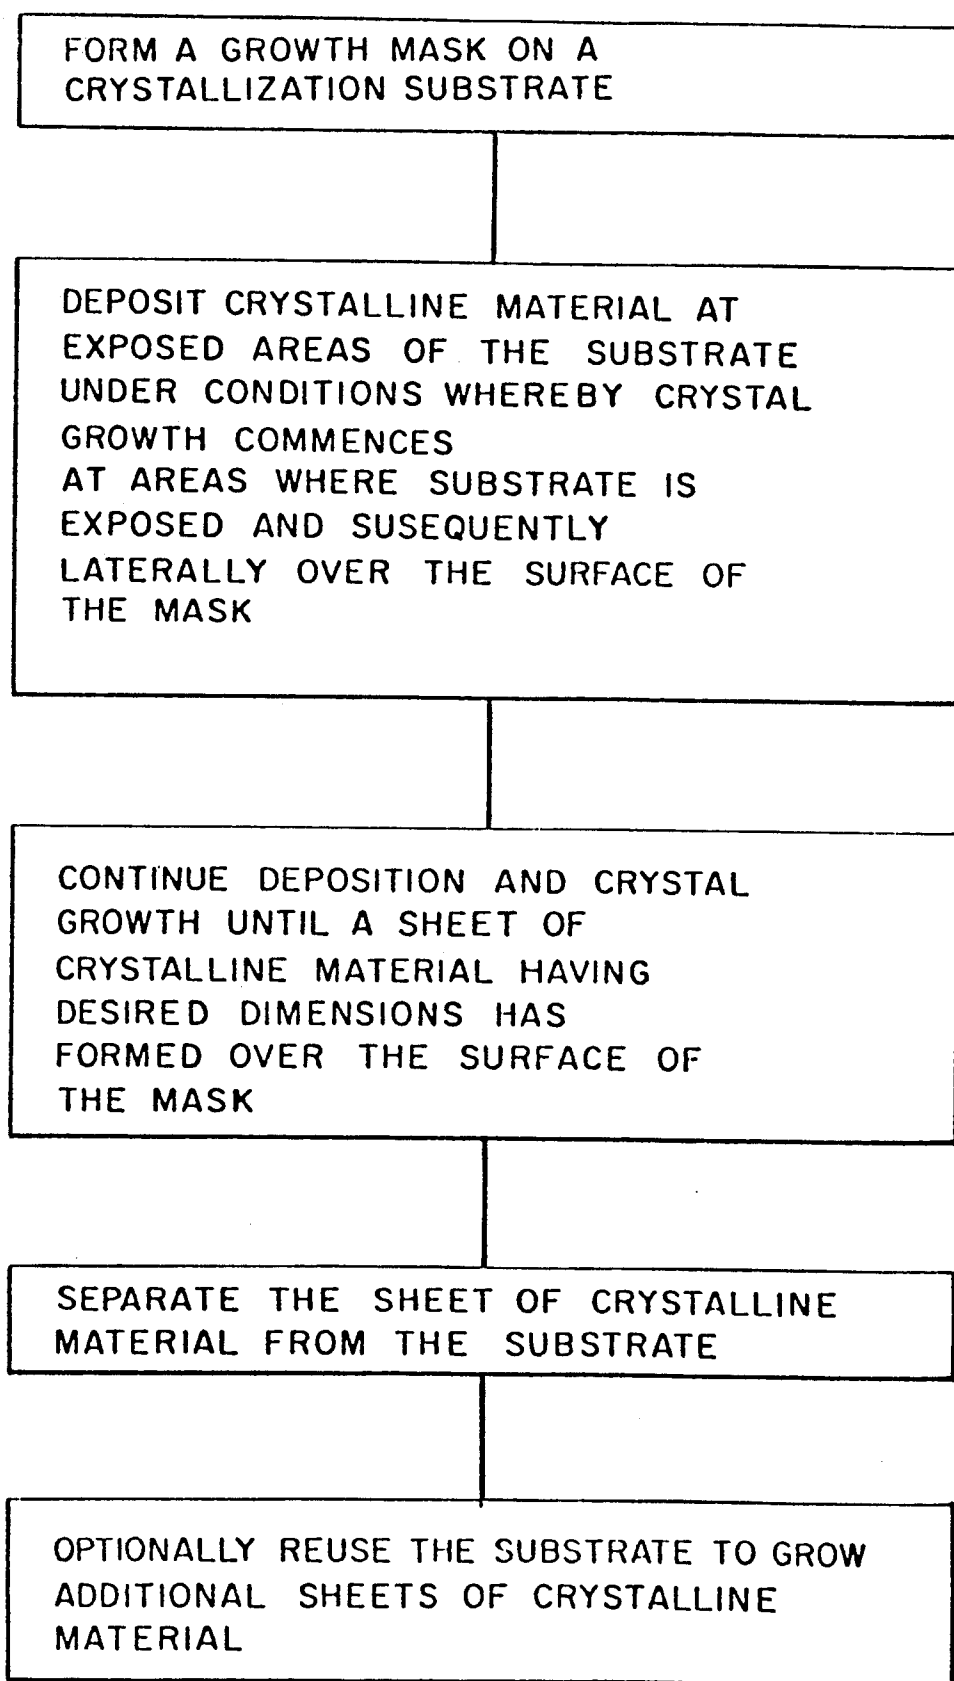 FORM A GROWTH MASK ON A
CRYSTALLIZATION SUBSTRATE
DEPOSIT CRYSTALLINE MATERIAL AT
EXPOSED AREAS OF THE SUBSTRATE
UNDER CONDITIONS WHEREBY CRYSTAL
GROWTH COMMENCES
AT AREAS WHERE SUBSTRATE IS
EXPOSED AND SUSEQUENTLY
LATERALLY OVER THE SURFACE OF
THE MASK
CONTINUE DEPOSITION AND CRYSTAL
GROWTH UNTIL A SHEET OF
CRYSTALLINE MATERIAL HAVING
DESIRED DIMENSIONS HAS
FORMED OVER THE SURFACE OF
THE MASK
SEPARATE THE SHEET OF CRYSTALLINE
MATERIAL FROM THE SUBSTRATE
OPTIONALLY REUSE THE SUBSTRATE TO GROW
ADDITIONAL SHEETS OF CRYSTALLINE
MATERIAL